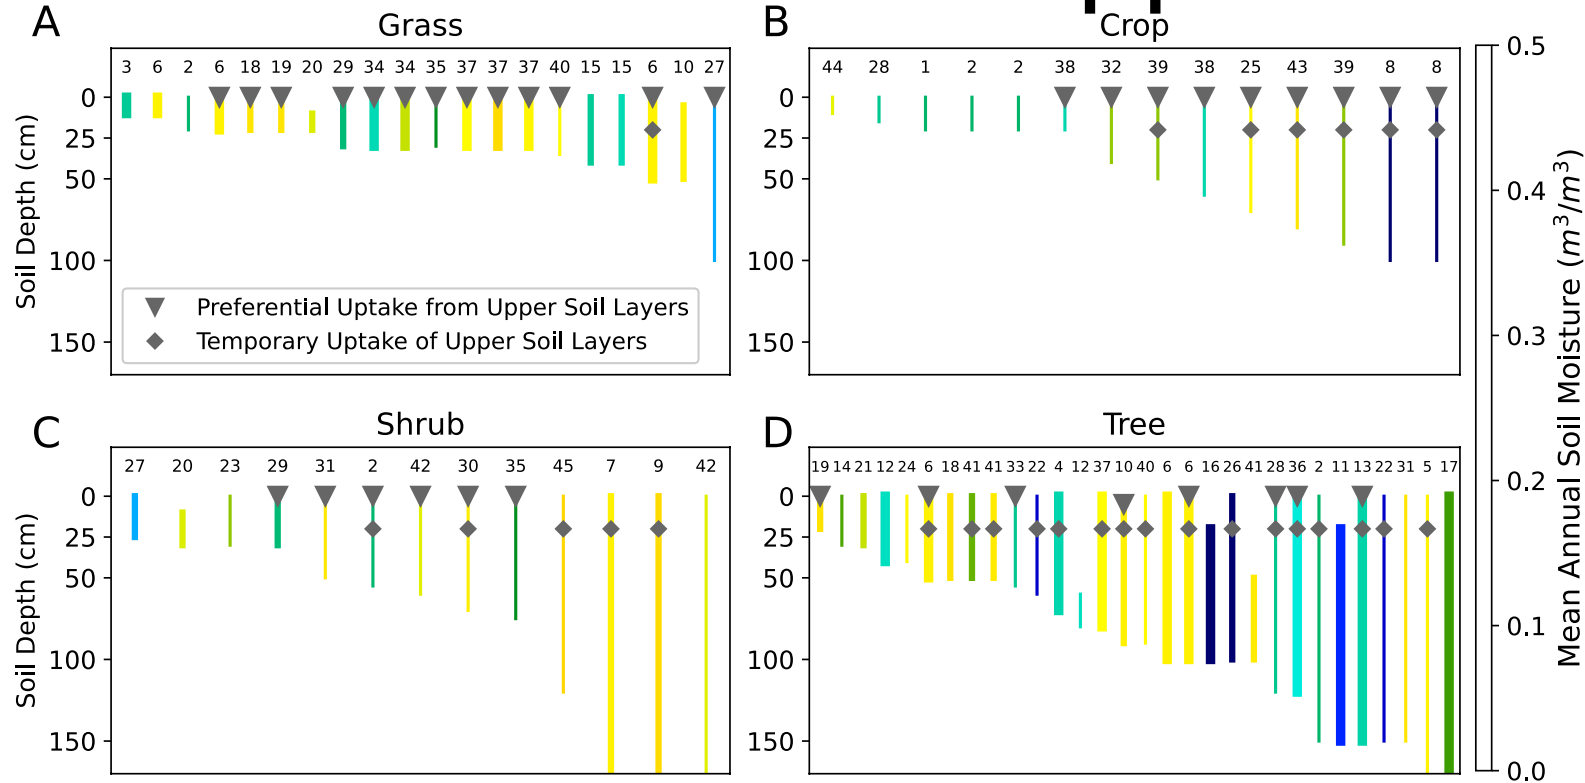 A
Grass
3 6 2 6 18 19 20 29 34 34 35 37 37 37 40 15 15 6 10 27
0
25
50
100
150
Soil Depth (cm)
Preferential Uptake from Upper Soil Layers
Temporary Uptake of Upper Soil Layers
B
Crop
44 28 1 2 2 38 32 39 38 25 43 39 8 8
0
25
50
100
150
C
Shrub
27 20 23 29 31 2 42 30 35 45 7 9 42
0
25
50
100
150
Soil Depth (cm)
D
Tree
19 14 21 12 24 6 18 41 41 33 22 4 12 37 10 40 6 6 16 26 41 28 36 2 11 13 22 31 5 17
0
25
50
100
150
0.5
0.4
0.3
0.2
0.1
0.0
Mean Annual Soil Moisture (m³/m³)